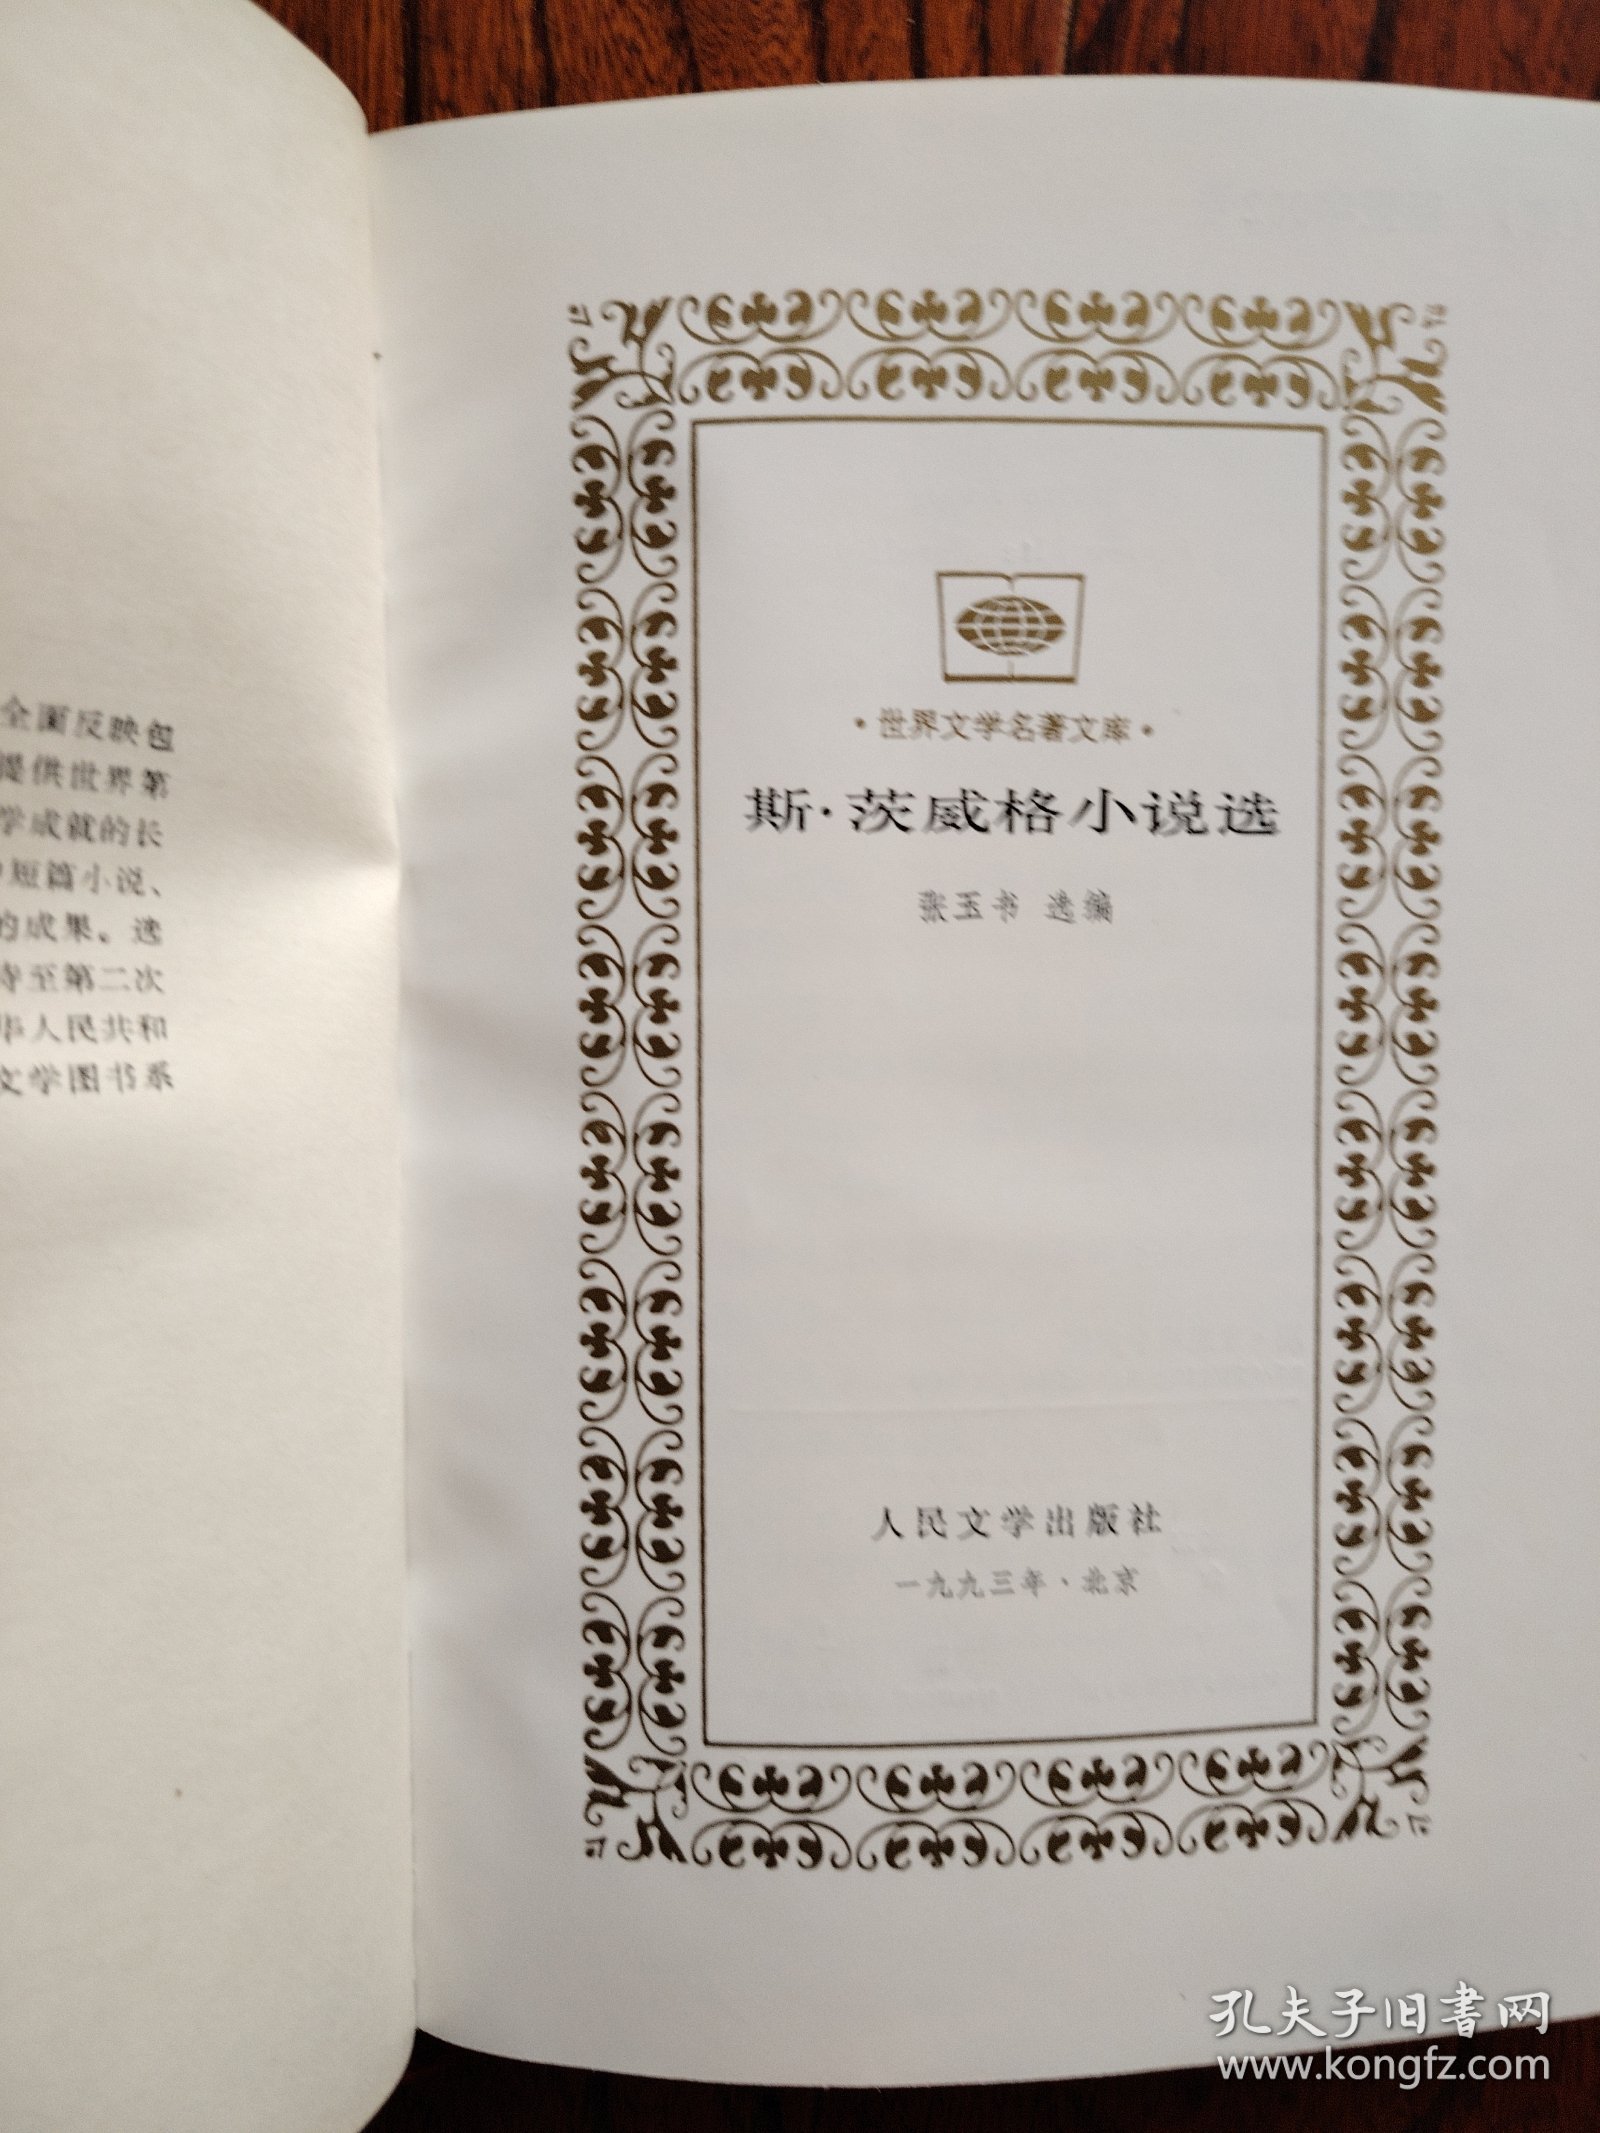 全面反映包
提供世界第
学成就的长
短篇小说、
的成果。选
诗至第二次
华人民共和
文学图书系
·世界文学名著文库·
斯·茨威格小说选
张玉书 选编
人民文学出版社
一九九三年·北京
孔夫子旧书网
www.kongfz.com